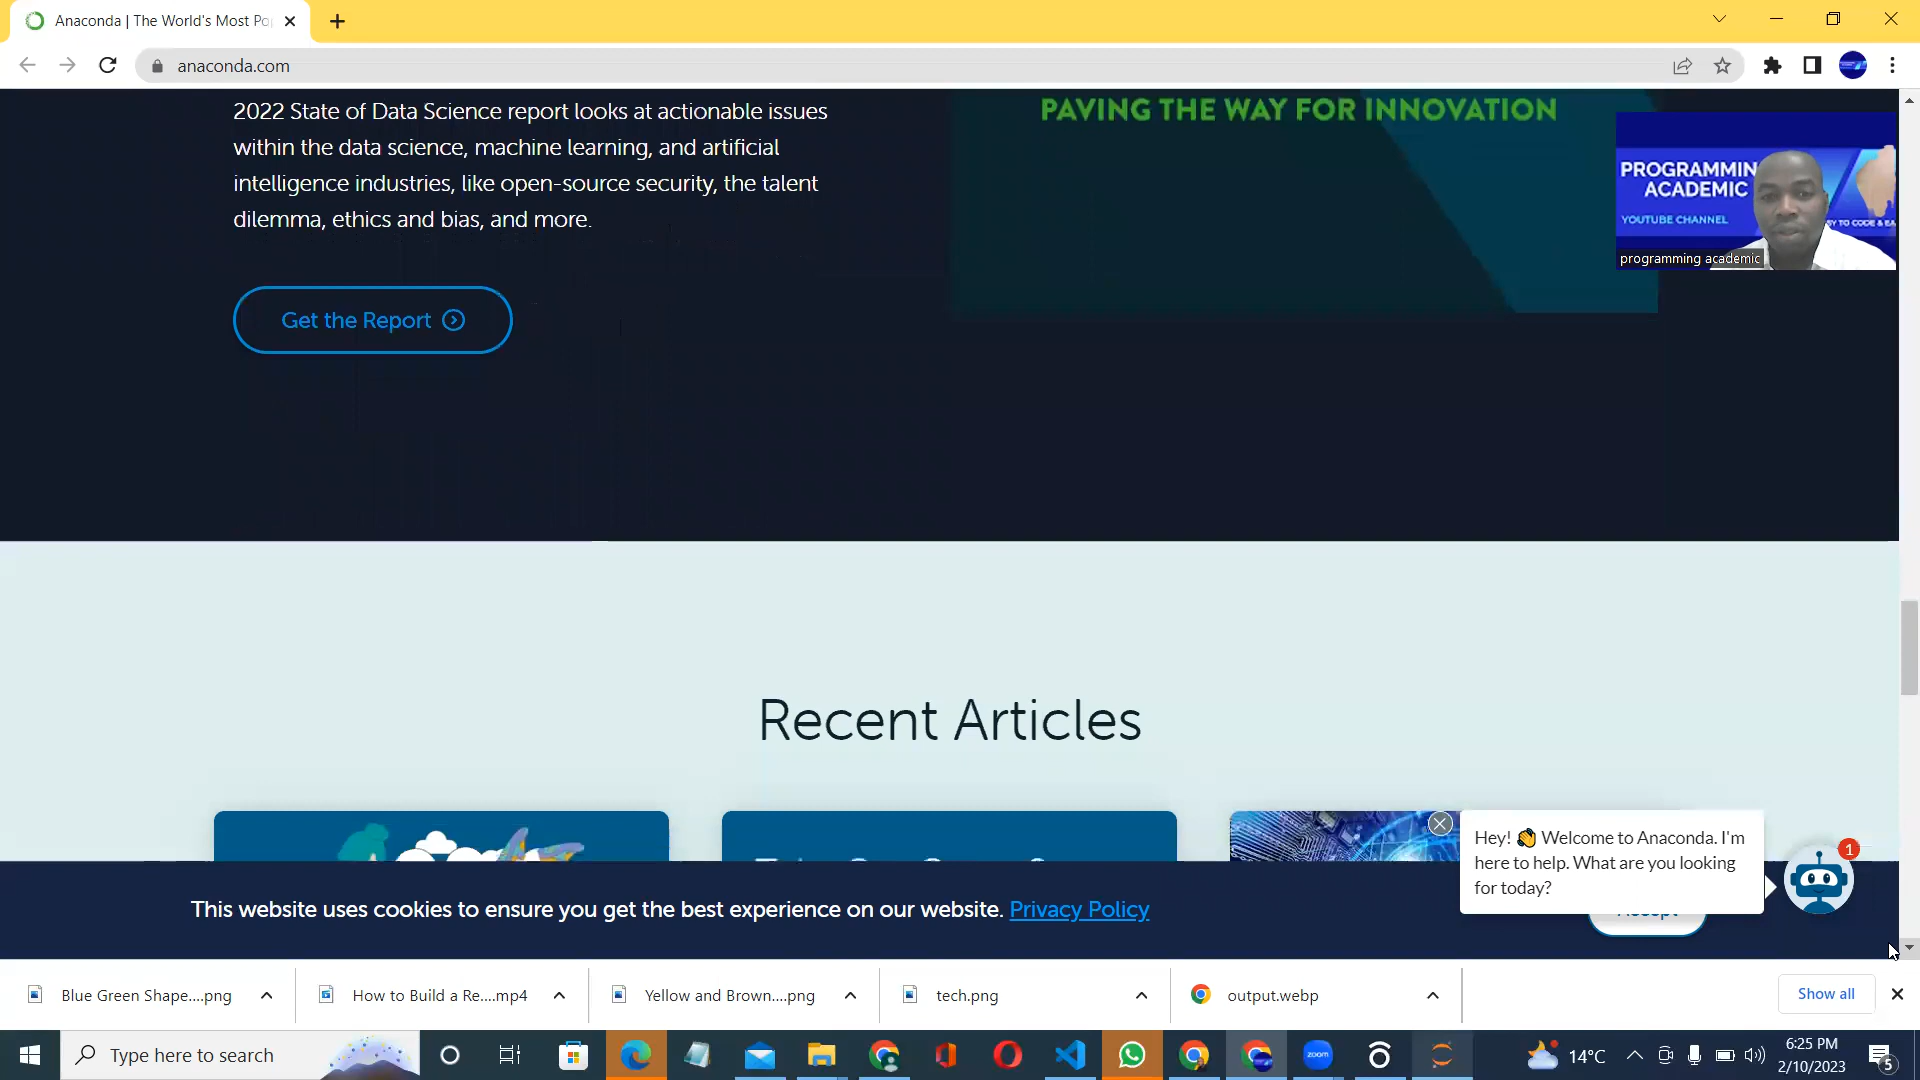 Anaconda | The World's Most Po
anaconda.com
2022 State of Data Science report looks at actionable issues
within the data science, machine learning, and artificial
intelligence industries, like open-source security, the talent
dilemma, ethics and bias, and more.
Get the Report
PAVING THE WAY FOR INNOVATION
PROGRAMMIN
ACADEMIC
YOUTUBE CHANNEL
TO CODE & EA
programming academic
Recent Articles
Hey! 👋 Welcome to Anaconda. I'm
here to help. What are you looking
for today?
1
This website uses cookies to ensure you get the best experience on our website. Privacy Policy
Accept
Blue Green Shape....png
How to Build a Re....mp4
Yellow and Brown....png
tech.png
output.webp
Show all
Type here to search
zoom
14°C
6:25 PM
2/10/2023
5